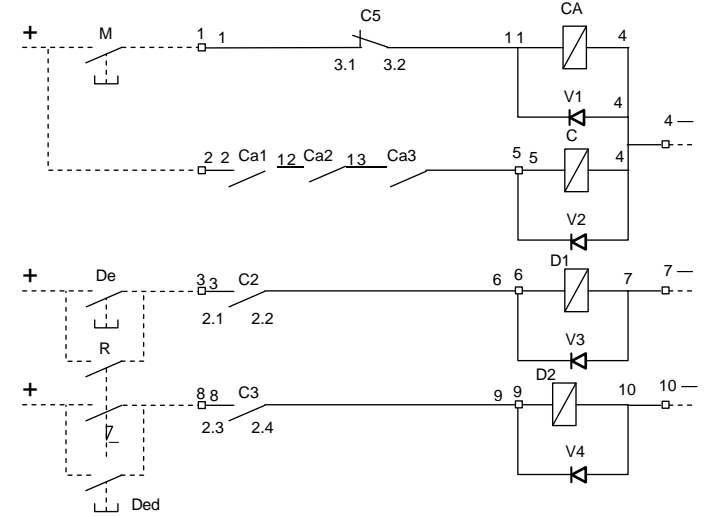 C5 CA
+ M 1 1 11 4
3.1 3.2
V1 4
4 —
C
2 2 Ca1 12 Ca2 13 Ca3 5 5 4
V2
+ De D1 7 —
3 3 C2 6 6 7
2.1 2.2
R V3
D2
+ 8 8 C3 9 9 10 10 —
2.3 2.4
V4
Ded